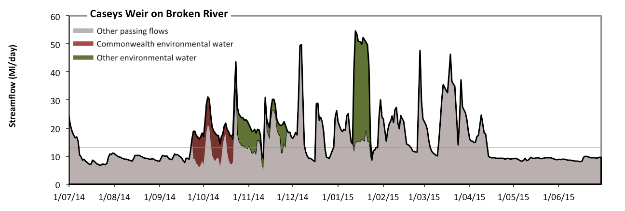 Caseys Weir on Broken River
Other passing flows
Commonwealth environmental water
Other environmental water
Streamflow (Ml/day)
60
50
40
30
20
10
0
1/07/14 1/08/14 1/09/14 1/10/14 1/11/14 1/12/14 1/01/15 1/02/15 1/03/15 1/04/15 1/05/15 1/06/15